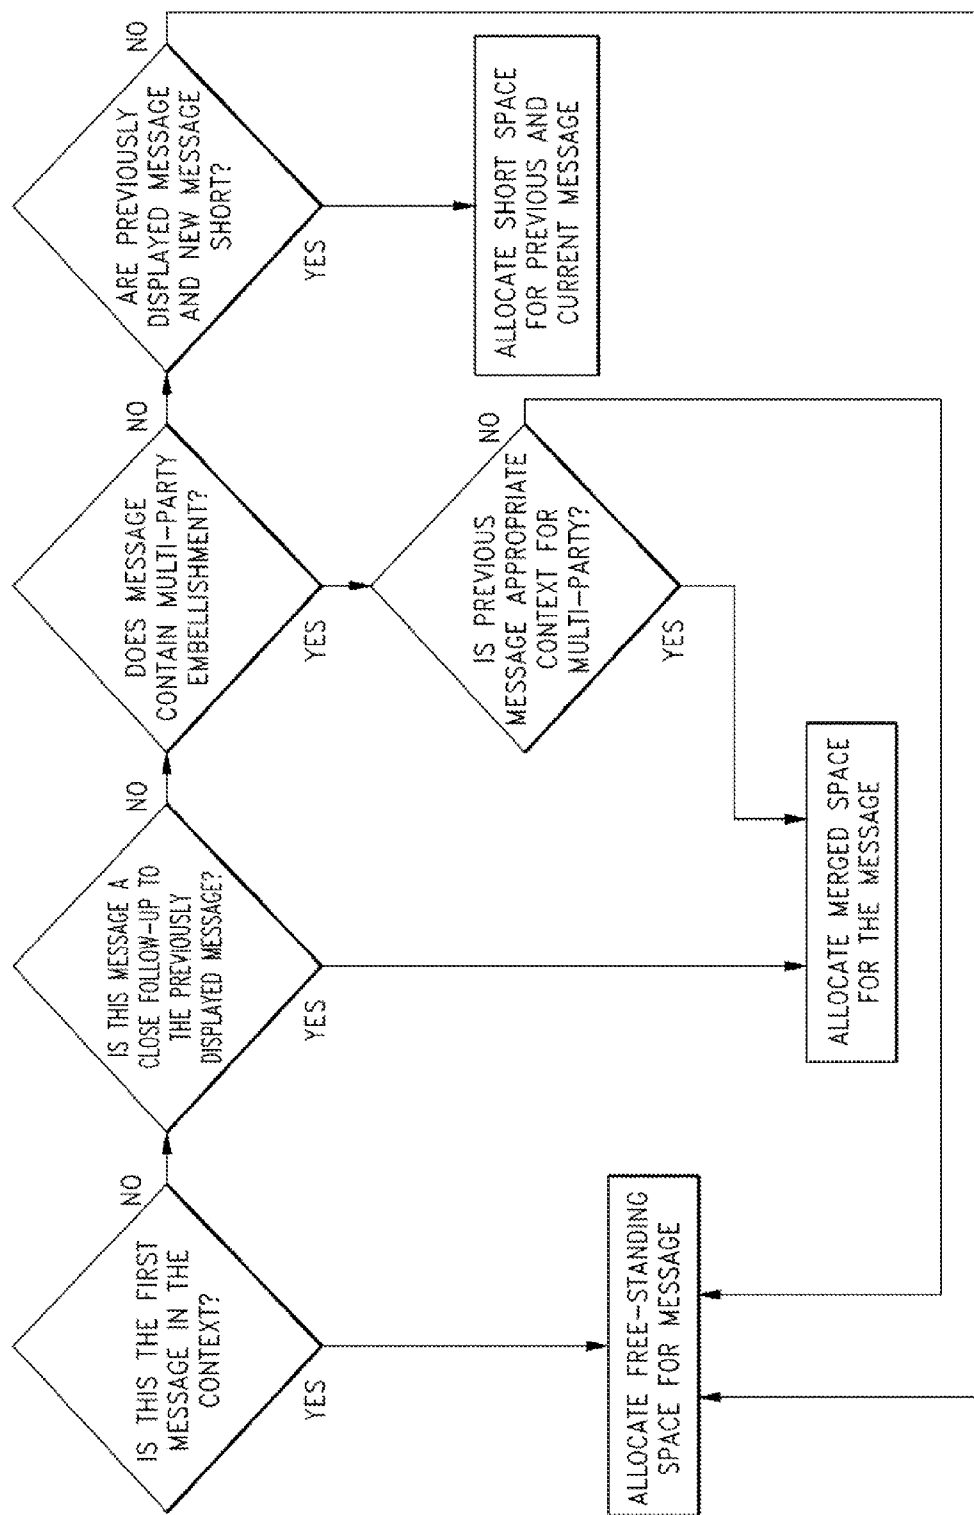 IS THIS THE FIRST
MESSAGE IN THE
CONTEXT?
NO
YES
IS THIS MESSAGE A
CLOSE FOLLOW-UP TO
THE PREVIOUSLY
DISPLAYED MESSAGE?
NO
YES
DOES MESSAGE
CONTAIN MULTI-PARTY
EMBELLISHMENT?
NO
YES
ARE PREVIOUSLY
DISPLAYED MESSAGE
AND NEW MESSAGE
SHORT?
NO
YES
IS PREVIOUS
MESSAGE APPROPRIATE
CONTEXT FOR
MULTI-PARTY?
NO
YES
ALLOCATE SHORT SPACE
FOR PREVIOUS AND
CURRENT MESSAGE
ALLOCATE FREE-STANDING
SPACE FOR MESSAGE
ALLOCATE MERGED SPACE
FOR THE MESSAGE